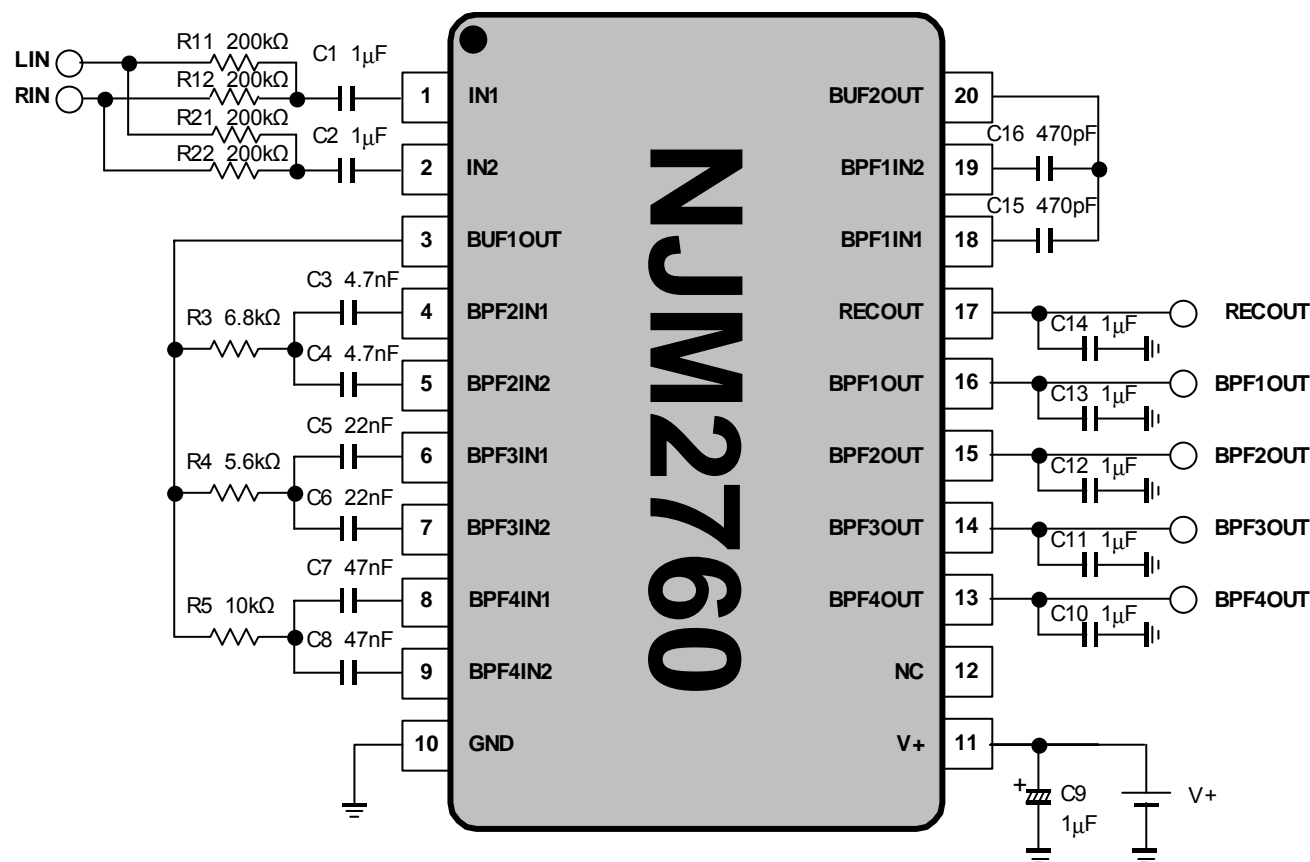 LIN
RIN
R11 200kΩ
R12 200kΩ
R21 200kΩ
R22 200kΩ
C1 1μF
C2 1μF
1 IN1
2 IN2
3 BUF1OUT
C3 4.7nF
4 BPF2IN1
R3 6.8kΩ
C4 4.7nF
5 BPF2IN2
C5 22nF
6 BPF3IN1
R4 5.6kΩ
C6 22nF
7 BPF3IN2
C7 47nF
8 BPF4IN1
R5 10kΩ
C8 47nF
9 BPF4IN2
10 GND
NJM2760
BUF2OUT 20
C16 470pF
BPF1IN2 19
C15 470pF
BPF1IN1 18
RECOUT 17
RECOUT
C14 1μF
BPF1OUT 16
BPF1OUT
C13 1μF
BPF2OUT 15
BPF2OUT
C12 1μF
BPF3OUT 14
BPF3OUT
C11 1μF
BPF4OUT 13
BPF4OUT
C10 1μF
NC 12
V+ 11
+
C9
1μF
V+